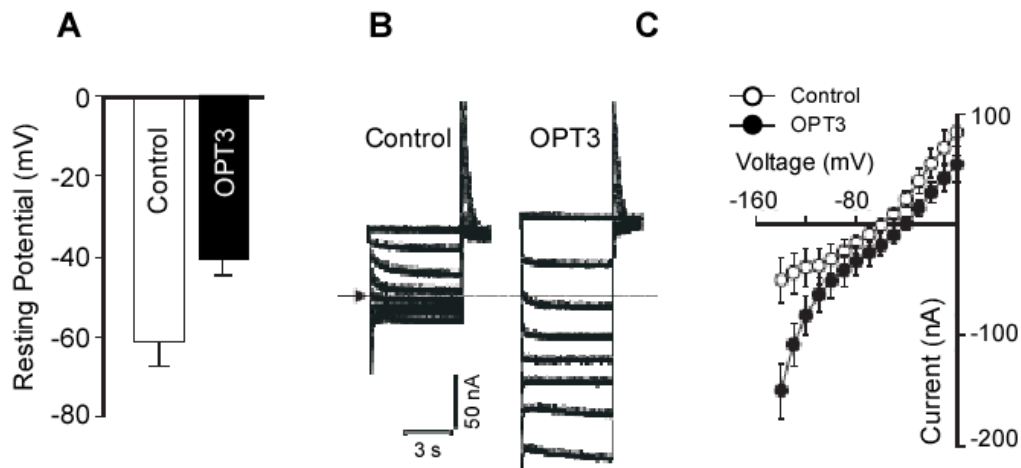 A
B
C
0
-20
-40
-60
-80
Resting Potential (mV)
Control
OPT3
Control
OPT3
50 nA
3 s
Control
OPT3
Voltage (mV)
-160
-80
100
-100
-200
Current (nA)